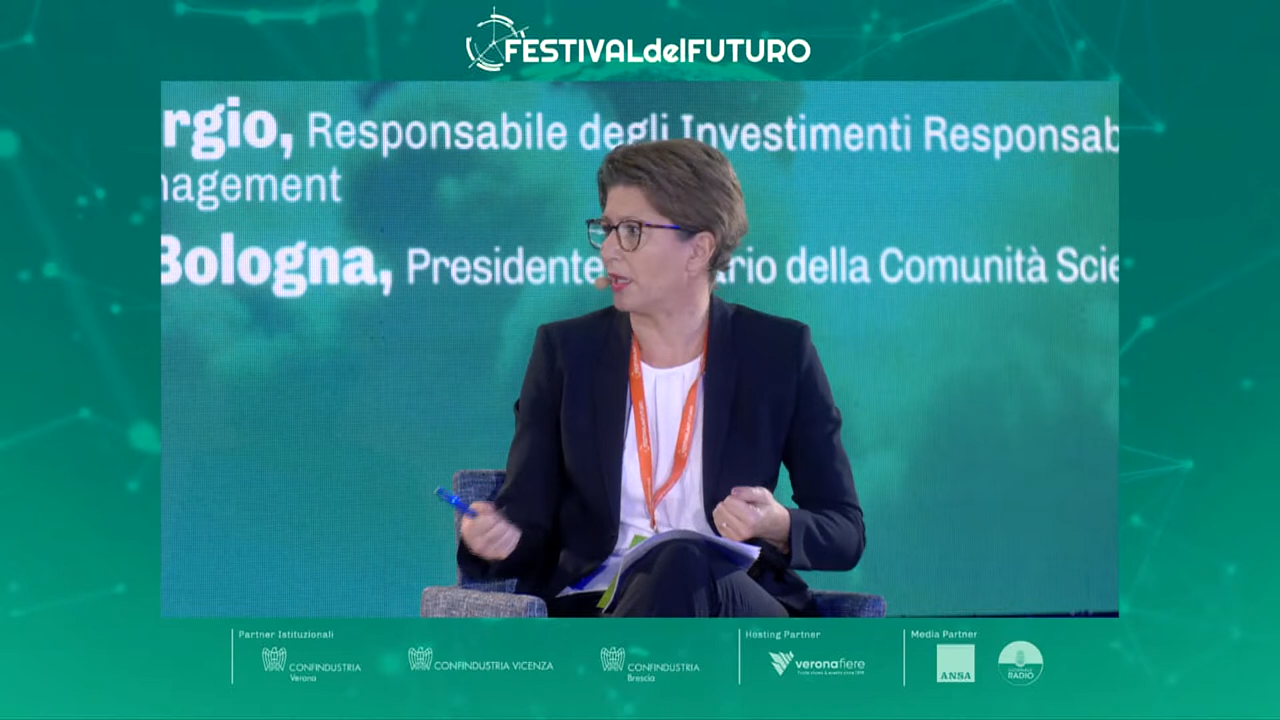 FESTIVALdelFUTURO
rgio, Responsabile degli Investimenti Responsab
nagement
Bologna, Presidente ario della Comunità Scie
Partner Istituzionali
Hosting Partner
Media Partner
CONFINDUSTRIA
Verona
CONFINDUSTRIA VICENZA
CONFINDUSTRIA
Brescia
veronafiere
ANSA
RADIO